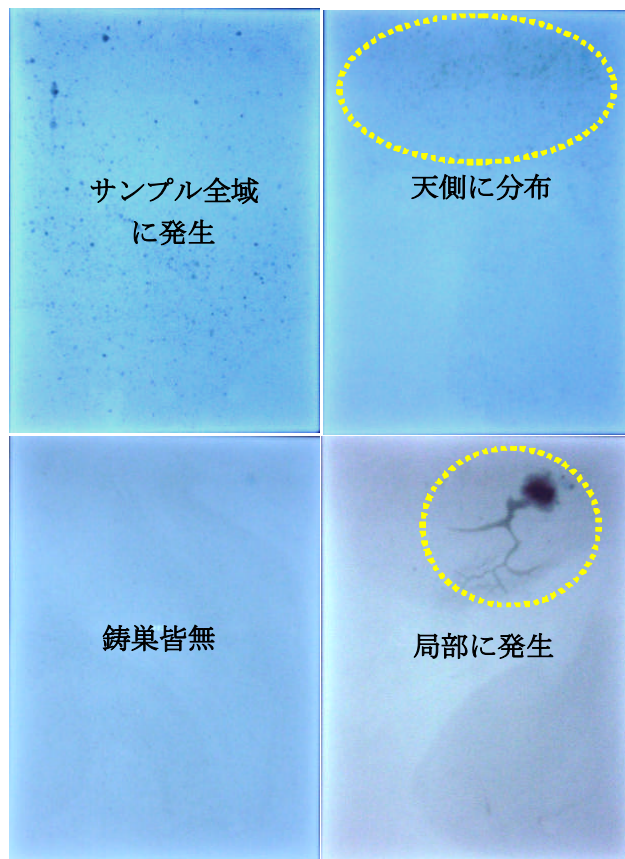 サンプル全域
に発生
天側に分布
鋳巣皆無
局部に発生